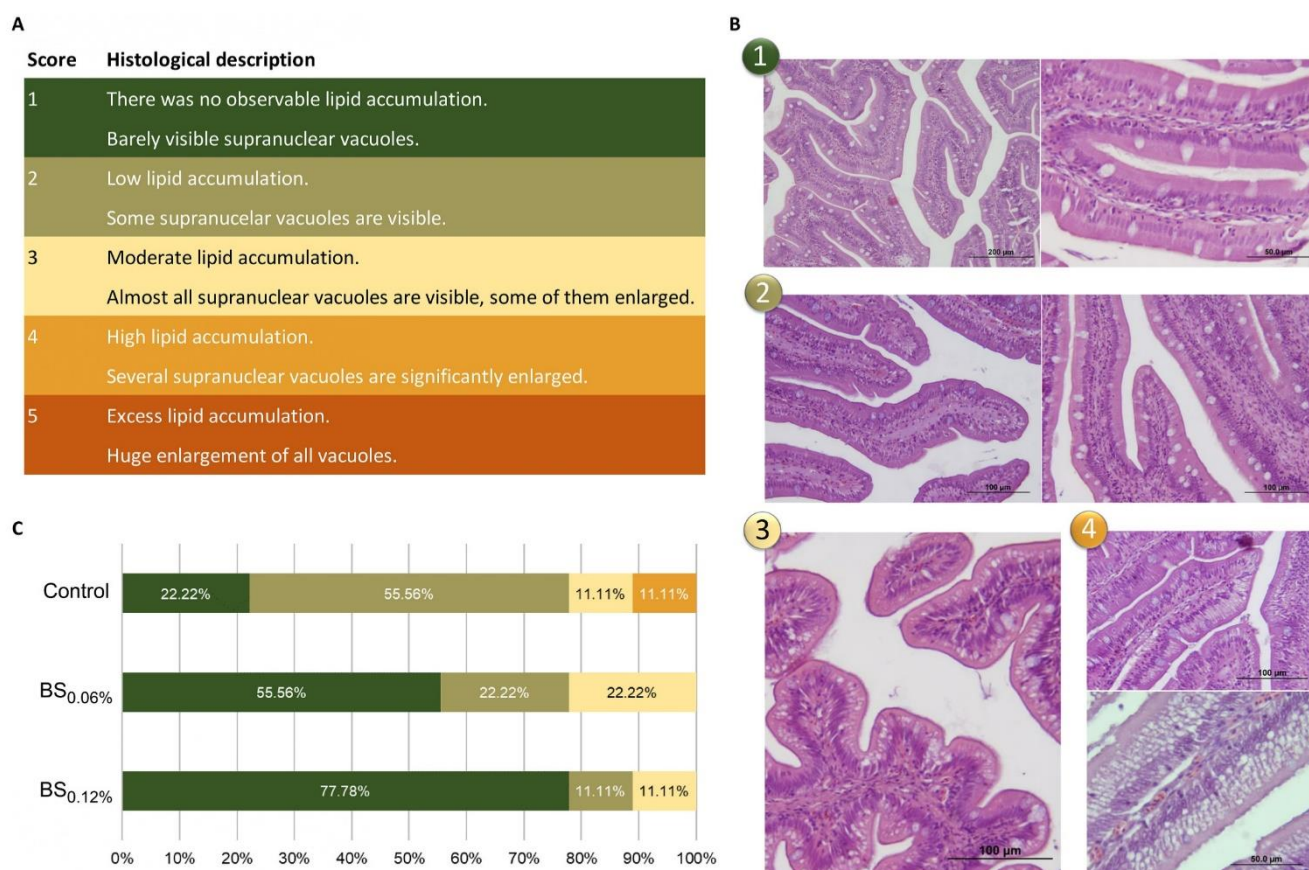 A
Score Histological description
1 There was no observable lipid accumulation.
Barely visible supranuclear vacuoles.
2 Low lipid accumulation.
Some supranucelar vacuoles are visible.
3 Moderate lipid accumulation.
Almost all supranuclear vacuoles are visible, some of them enlarged.
4 High lipid accumulation.
Several supranuclear vacuoles are significantly enlarged.
5 Excess lipid accumulation.
Huge enlargement of all vacuoles.
B
1
200 µm
50.0 µm
2
100 µm
100 µm
3
100 µm
4
100 µm
50.0 µm
C
Control 22.22% 55.56% 11.11% 11.11%
BS0.06% 55.56% 22.22% 22.22%
BS0.12% 77.78% 11.11% 11.11%
0% 10% 20% 30% 40% 50% 60% 70% 80% 90% 100%